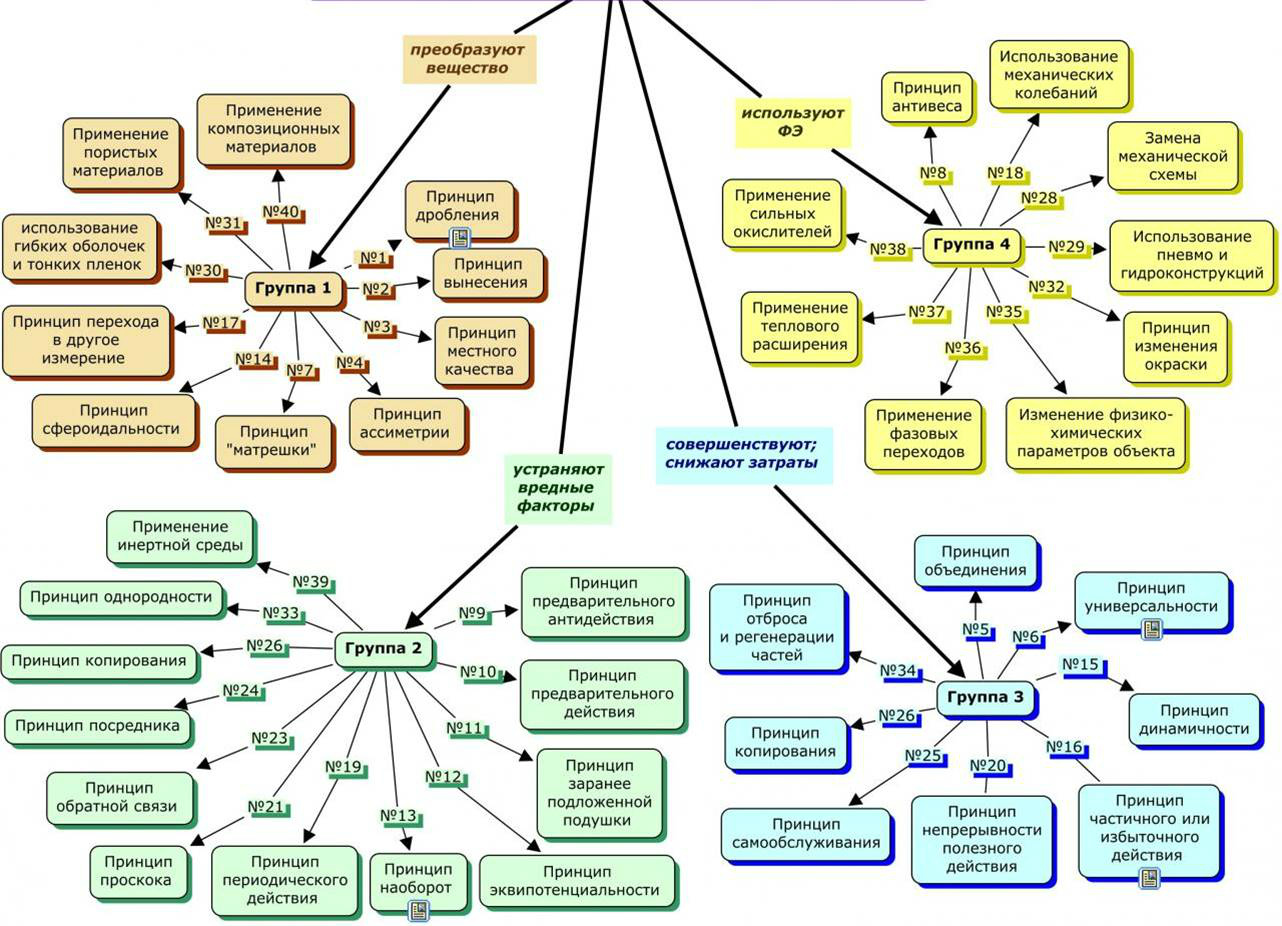 преобразуют
вещество
Применение
пористых
материалов
Применение
композиционных
материалов
использование
гибких оболочек
и тонких пленок
Принцип перехода
в другое
измерение
Принцип
сфероидальности
Принцип
"матрешки"
Принцип
ассиметрии
Принцип
местного
качества
Принцип
вынесения
Принцип
дробления
№31
№40
№1
№30
№2
Группа 1
№17
№3
№14
№7
№4
используют
ФЭ
Принцип
антивеса
Использование
механических
колебаний
Замена
механической
схемы
Применение
сильных
окислителей
Использование
пневмо и
гидроконструкций
Применение
теплового
расширения
Принцип
изменения
окраски
Применение
фазовых
переходов
Изменение физико-
химических
параметров объекта
№8
№18
№28
№38
Группа 4
№29
№32
№37
№35
№36
устраняют
вредные
факторы
Применение
инертной среды
Принцип однородности
Принцип копирования
Принцип посредника
Принцип
обратной связи
Принцип
проскока
Принцип
периодического
действия
Принцип
наоборот
Принцип
эквипотенциальности
Принцип
заранее
подложенной
подушки
Принцип
предварительного
действия
Принцип
предварительного
антидействия
№39
№33
№9
№26
Группа 2
№10
№24
№11
№23
№19
№12
№21
№13
совершенствуют;
снижают затраты
Принцип
объединения
Принцип
универсальности
Принцип
отброса
и регенерации
частей
Принцип
динамичности
Принцип
копирования
Принцип
самообслуживания
Принцип
непрерывности
полезного
действия
Принцип
частичного или
избыточного
действия
№5
№6
№34
№15
Группа 3
№26
№16
№25
№20